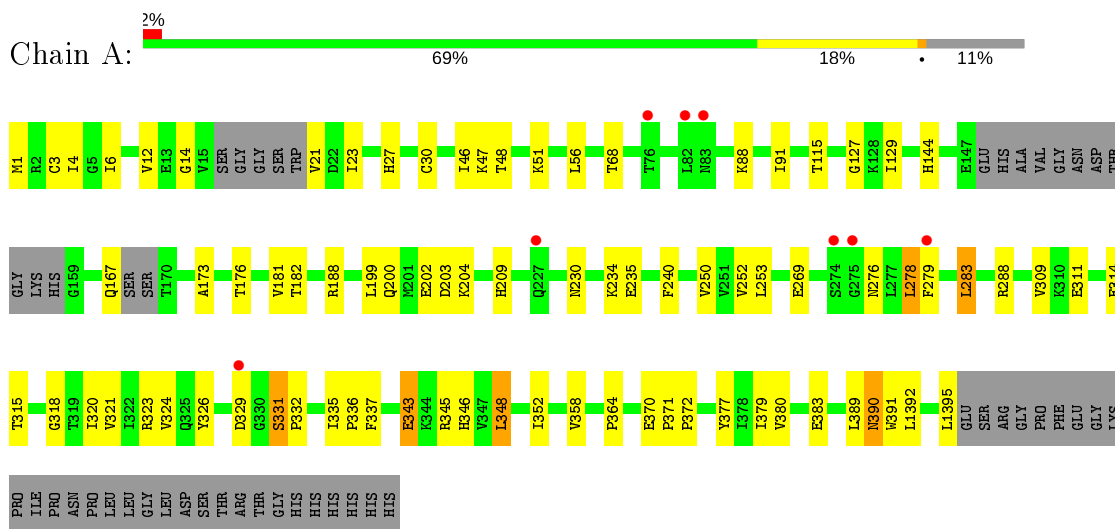 2%
Chain A:
69% 18% • 11%
M1 R2 C3 I4 G5 I6 V12 E13 G14 V15 SER GLY GLY SER TRP V21 D22 I23 H27 C30 I46 K47 T48 K51 L56 T68 T76 L82 N83 K88 I91 T115 G127 K128 I129 H144 E147 GLU HIS ALA VAL GLY ASN ASP THR
GLY LYS HIS G159 Q167 SER SER T170 A173 T176 V181 T182 R188 L199 Q200 M201 E202 D203 K204 H209 Q227 N230 K234 E235 F240 V250 V251 V252 L253 E269 S274 G275 N276 L277 L278 F279 L283 R288 V309 K310 E311
T315 G318 T319 I320 V321 I322 R323 V324 Q325 Y326 D329 G330 S331 P332 I335 P336 F337 E343 K344 R345 H346 V347 L348 I352 V358 P364 E370 P371 P372 Y377 I378 I379 V380 E383 L389 N390 W391 L392 L395 GLU SER ARG GLY PRO PHE GLU GLY LYS
PRO ILE PRO ASN PRO LEU LEU GLY LEU ASP SER THR ARG THR GLY HIS HIS HIS HIS HIS HIS